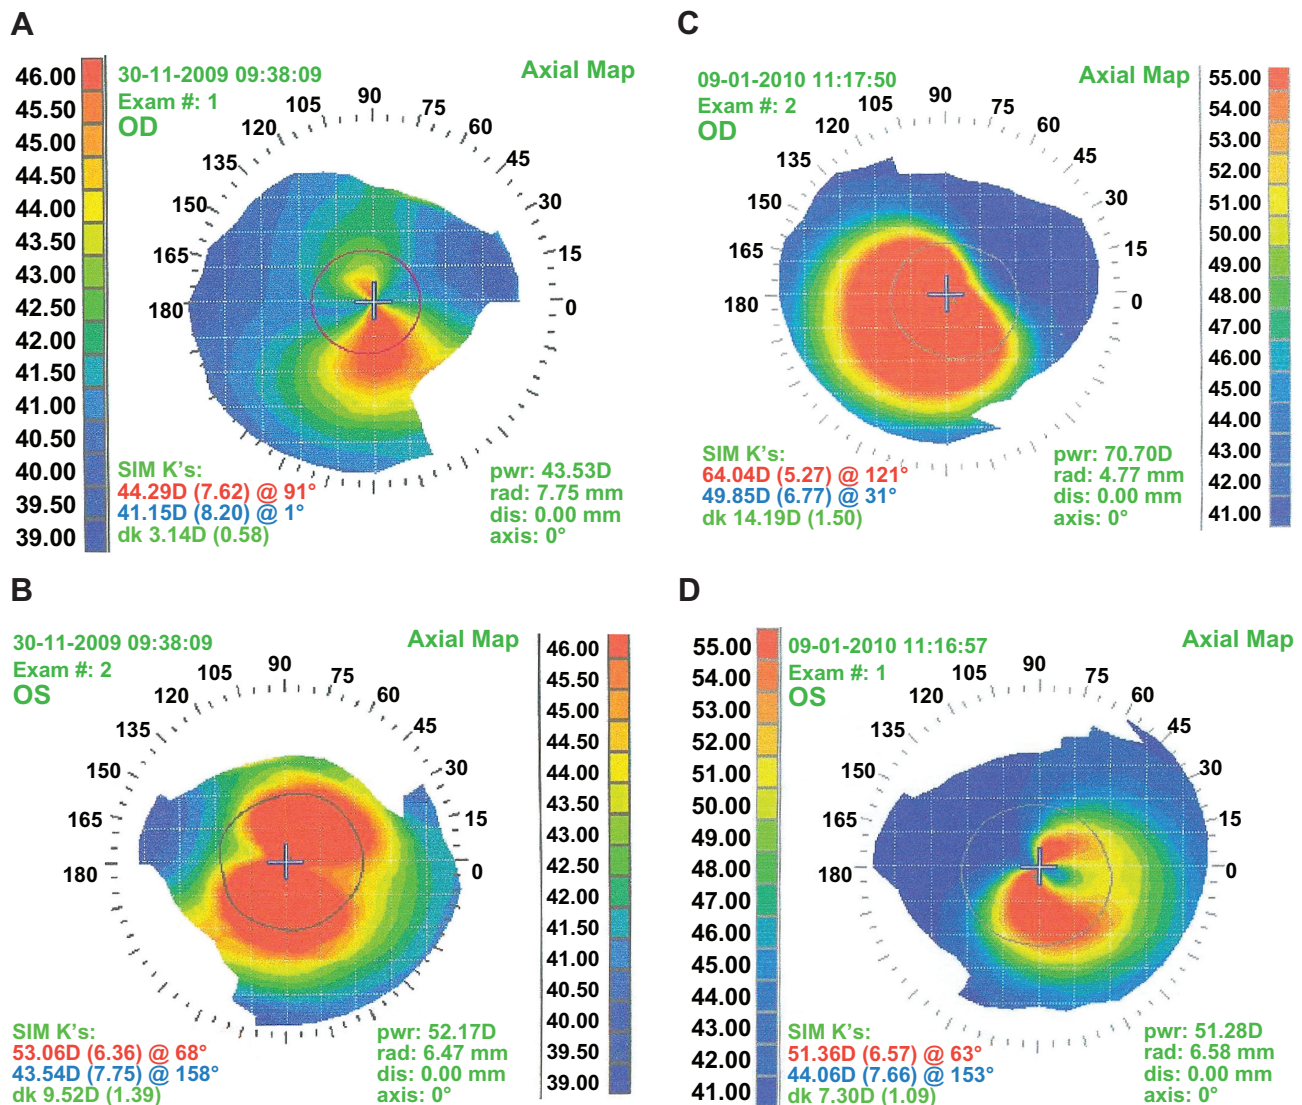 A
30-11-2009 09:38:09
Axial Map
Exam #: 1
OD
46.00
45.50
45.00
44.50
44.00
43.50
43.00
42.50
42.00
41.50
41.00
40.50
40.00
39.50
39.00
135
120
105
90
75
60
45
150
30
165
15
180
0
SIM K's:
44.29D (7.62) @ 91°
41.15D (8.20) @ 1°
dk 3.14D (0.58)
pwr: 43.53D
rad: 7.75 mm
dis: 0.00 mm
axis: 0°
C
09-01-2010 11:17:50
Axial Map
Exam #: 2
OD
55.00
54.00
53.00
52.00
51.00
50.00
49.00
48.00
47.00
46.00
45.00
44.00
43.00
42.00
41.00
135
120
105
90
75
60
45
150
30
165
15
180
0
SIM K's:
64.04D (5.27) @ 121°
49.85D (6.77) @ 31°
dk 14.19D (1.50)
pwr: 70.70D
rad: 4.77 mm
dis: 0.00 mm
axis: 0°
B
30-11-2009 09:38:09
Axial Map
Exam #: 2
OS
46.00
45.50
45.00
44.50
44.00
43.50
43.00
42.50
42.00
41.50
41.00
40.50
40.00
39.50
39.00
135
120
105
90
75
60
45
150
30
165
15
180
0
SIM K's:
53.06D (6.36) @ 68°
43.54D (7.75) @ 158°
dk 9.52D (1.39)
pwr: 52.17D
rad: 6.47 mm
dis: 0.00 mm
axis: 0°
D
09-01-2010 11:16:57
Axial Map
Exam #: 1
OS
55.00
54.00
53.00
52.00
51.00
50.00
49.00
48.00
47.00
46.00
45.00
44.00
43.00
42.00
41.00
135
120
105
90
75
60
45
150
30
165
15
180
0
SIM K's:
51.36D (6.57) @ 63°
44.06D (7.66) @ 153°
dk 7.30D (1.09)
pwr: 51.28D
rad: 6.58 mm
dis: 0.00 mm
axis: 0°